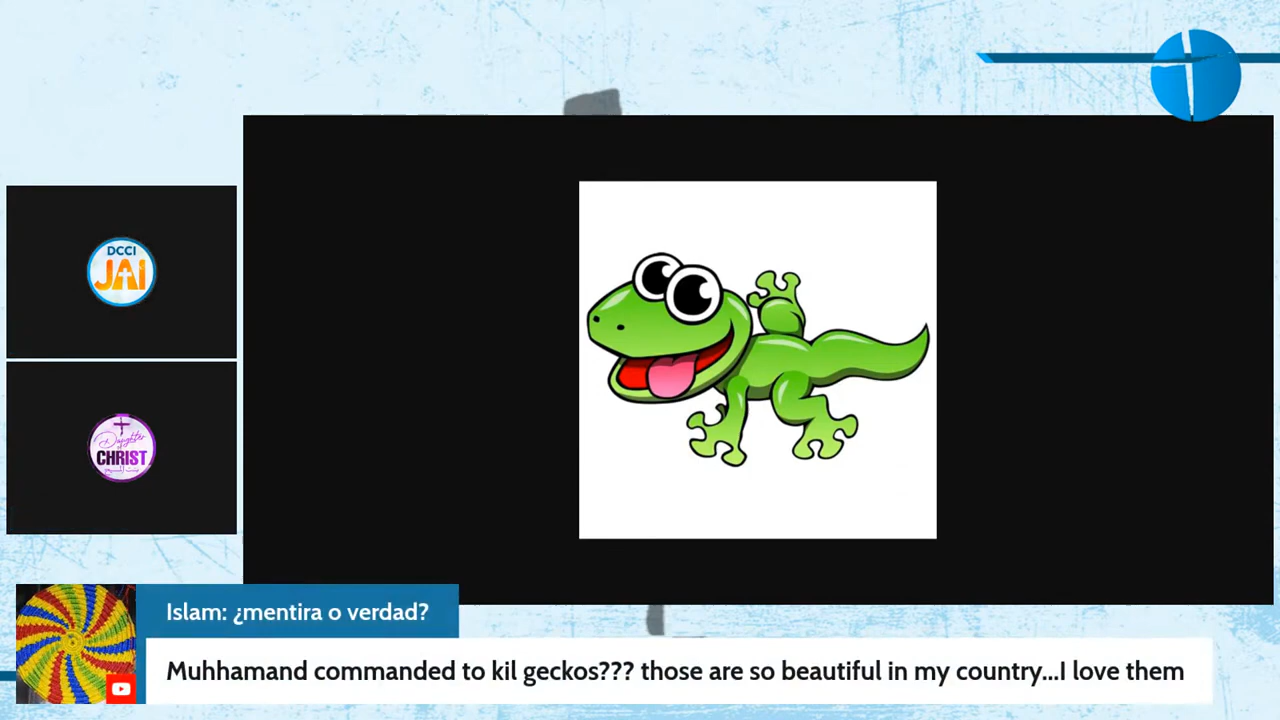 DCCI
JAI
Daughter
of
CHRIST
Islam: ¿mentira o verdad?
Muhhamand commanded to kil geckos??? those are so beautiful in my country...I love them